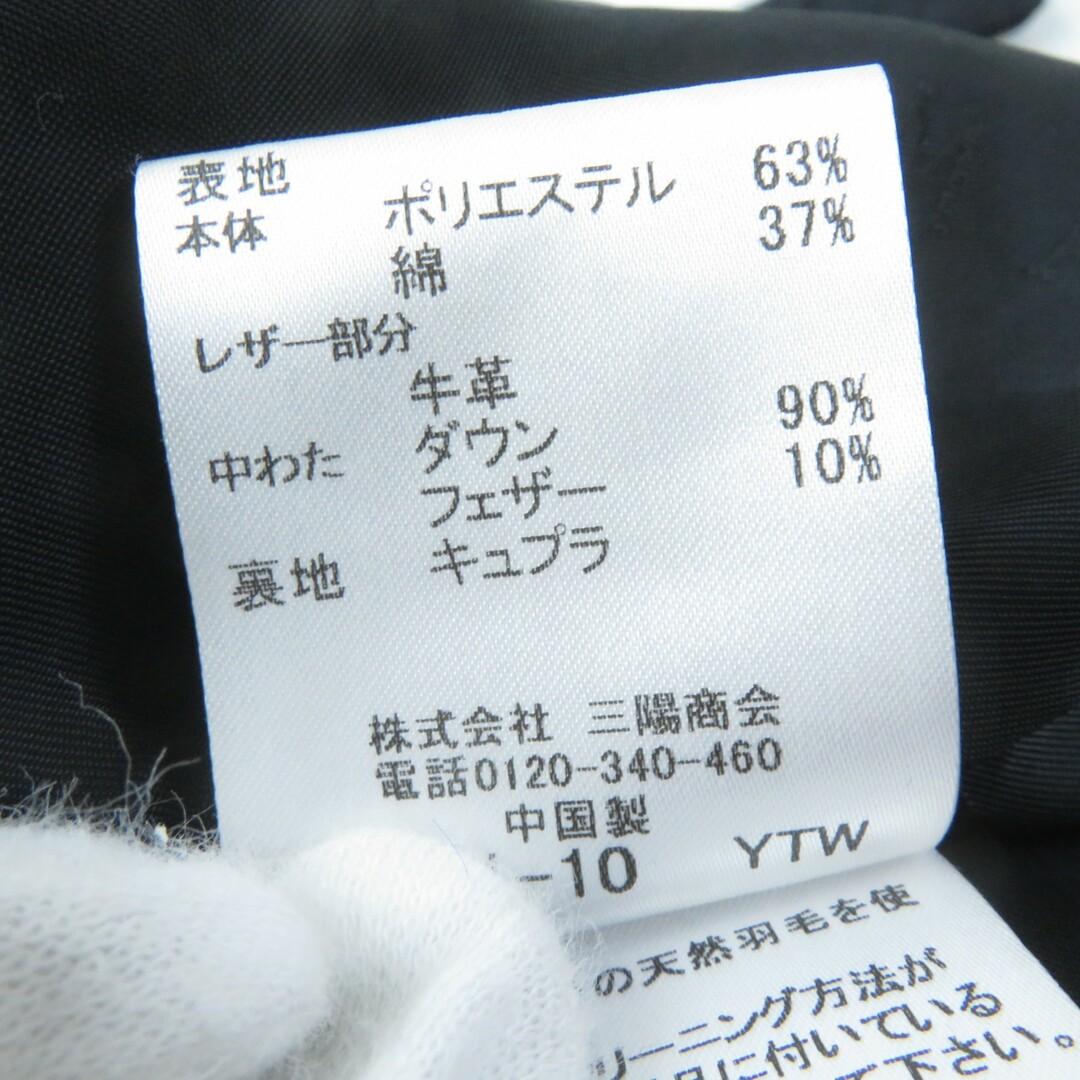 表地 ポリエステル 63%
本体 綿 37%
レザー部分
牛革
中わた ダウン 90%
フェザー 10%
裏地 キュプラ
株式会社 三陽商会
電話0120-340-460
中国製
-10 YTW
の天然羽毛を使
リーニング方法が
に付いている
て下さい。